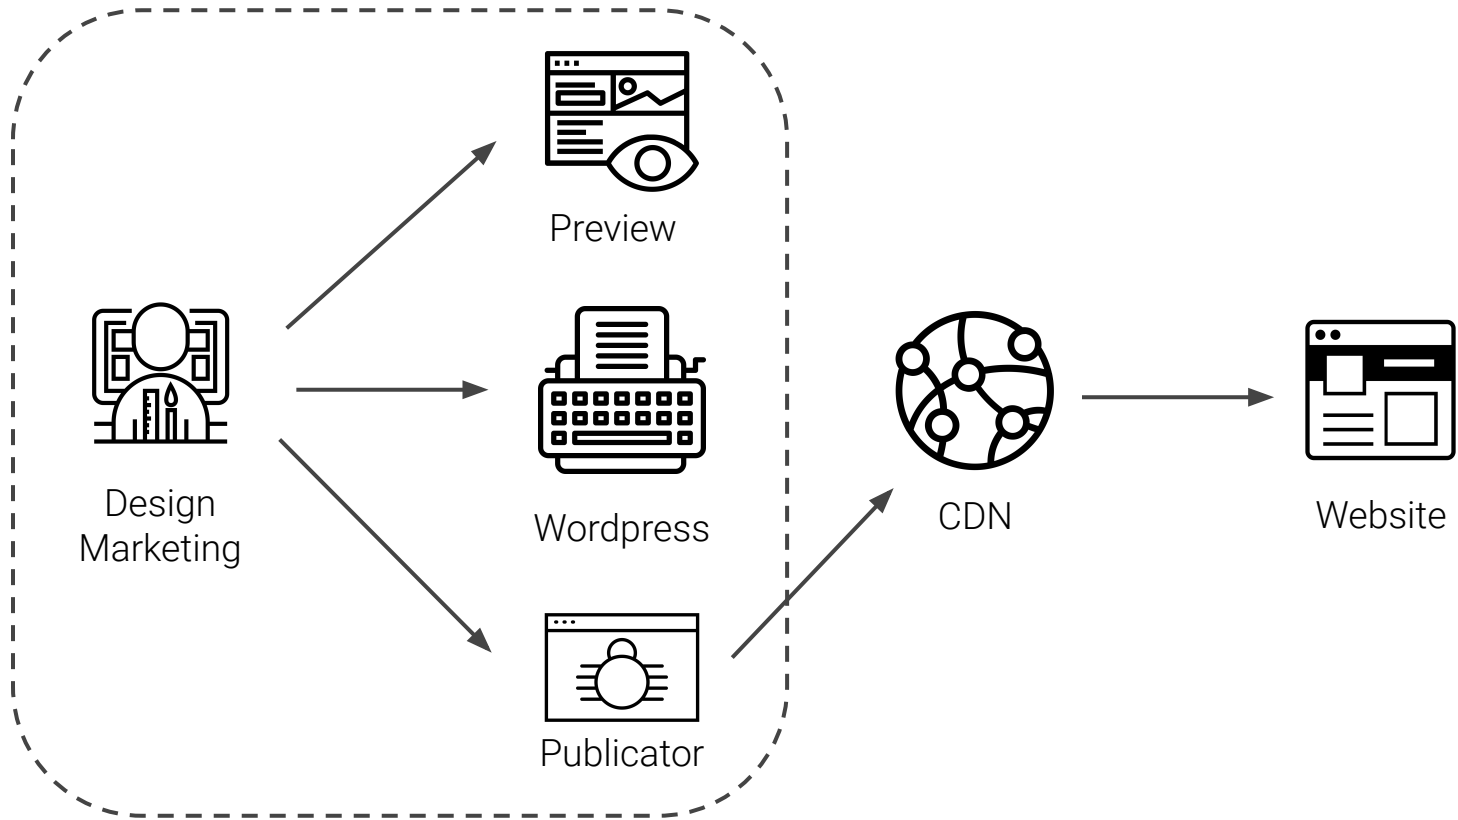 Preview
Design
Marketing
Wordpress
CDN
Website
Publicator